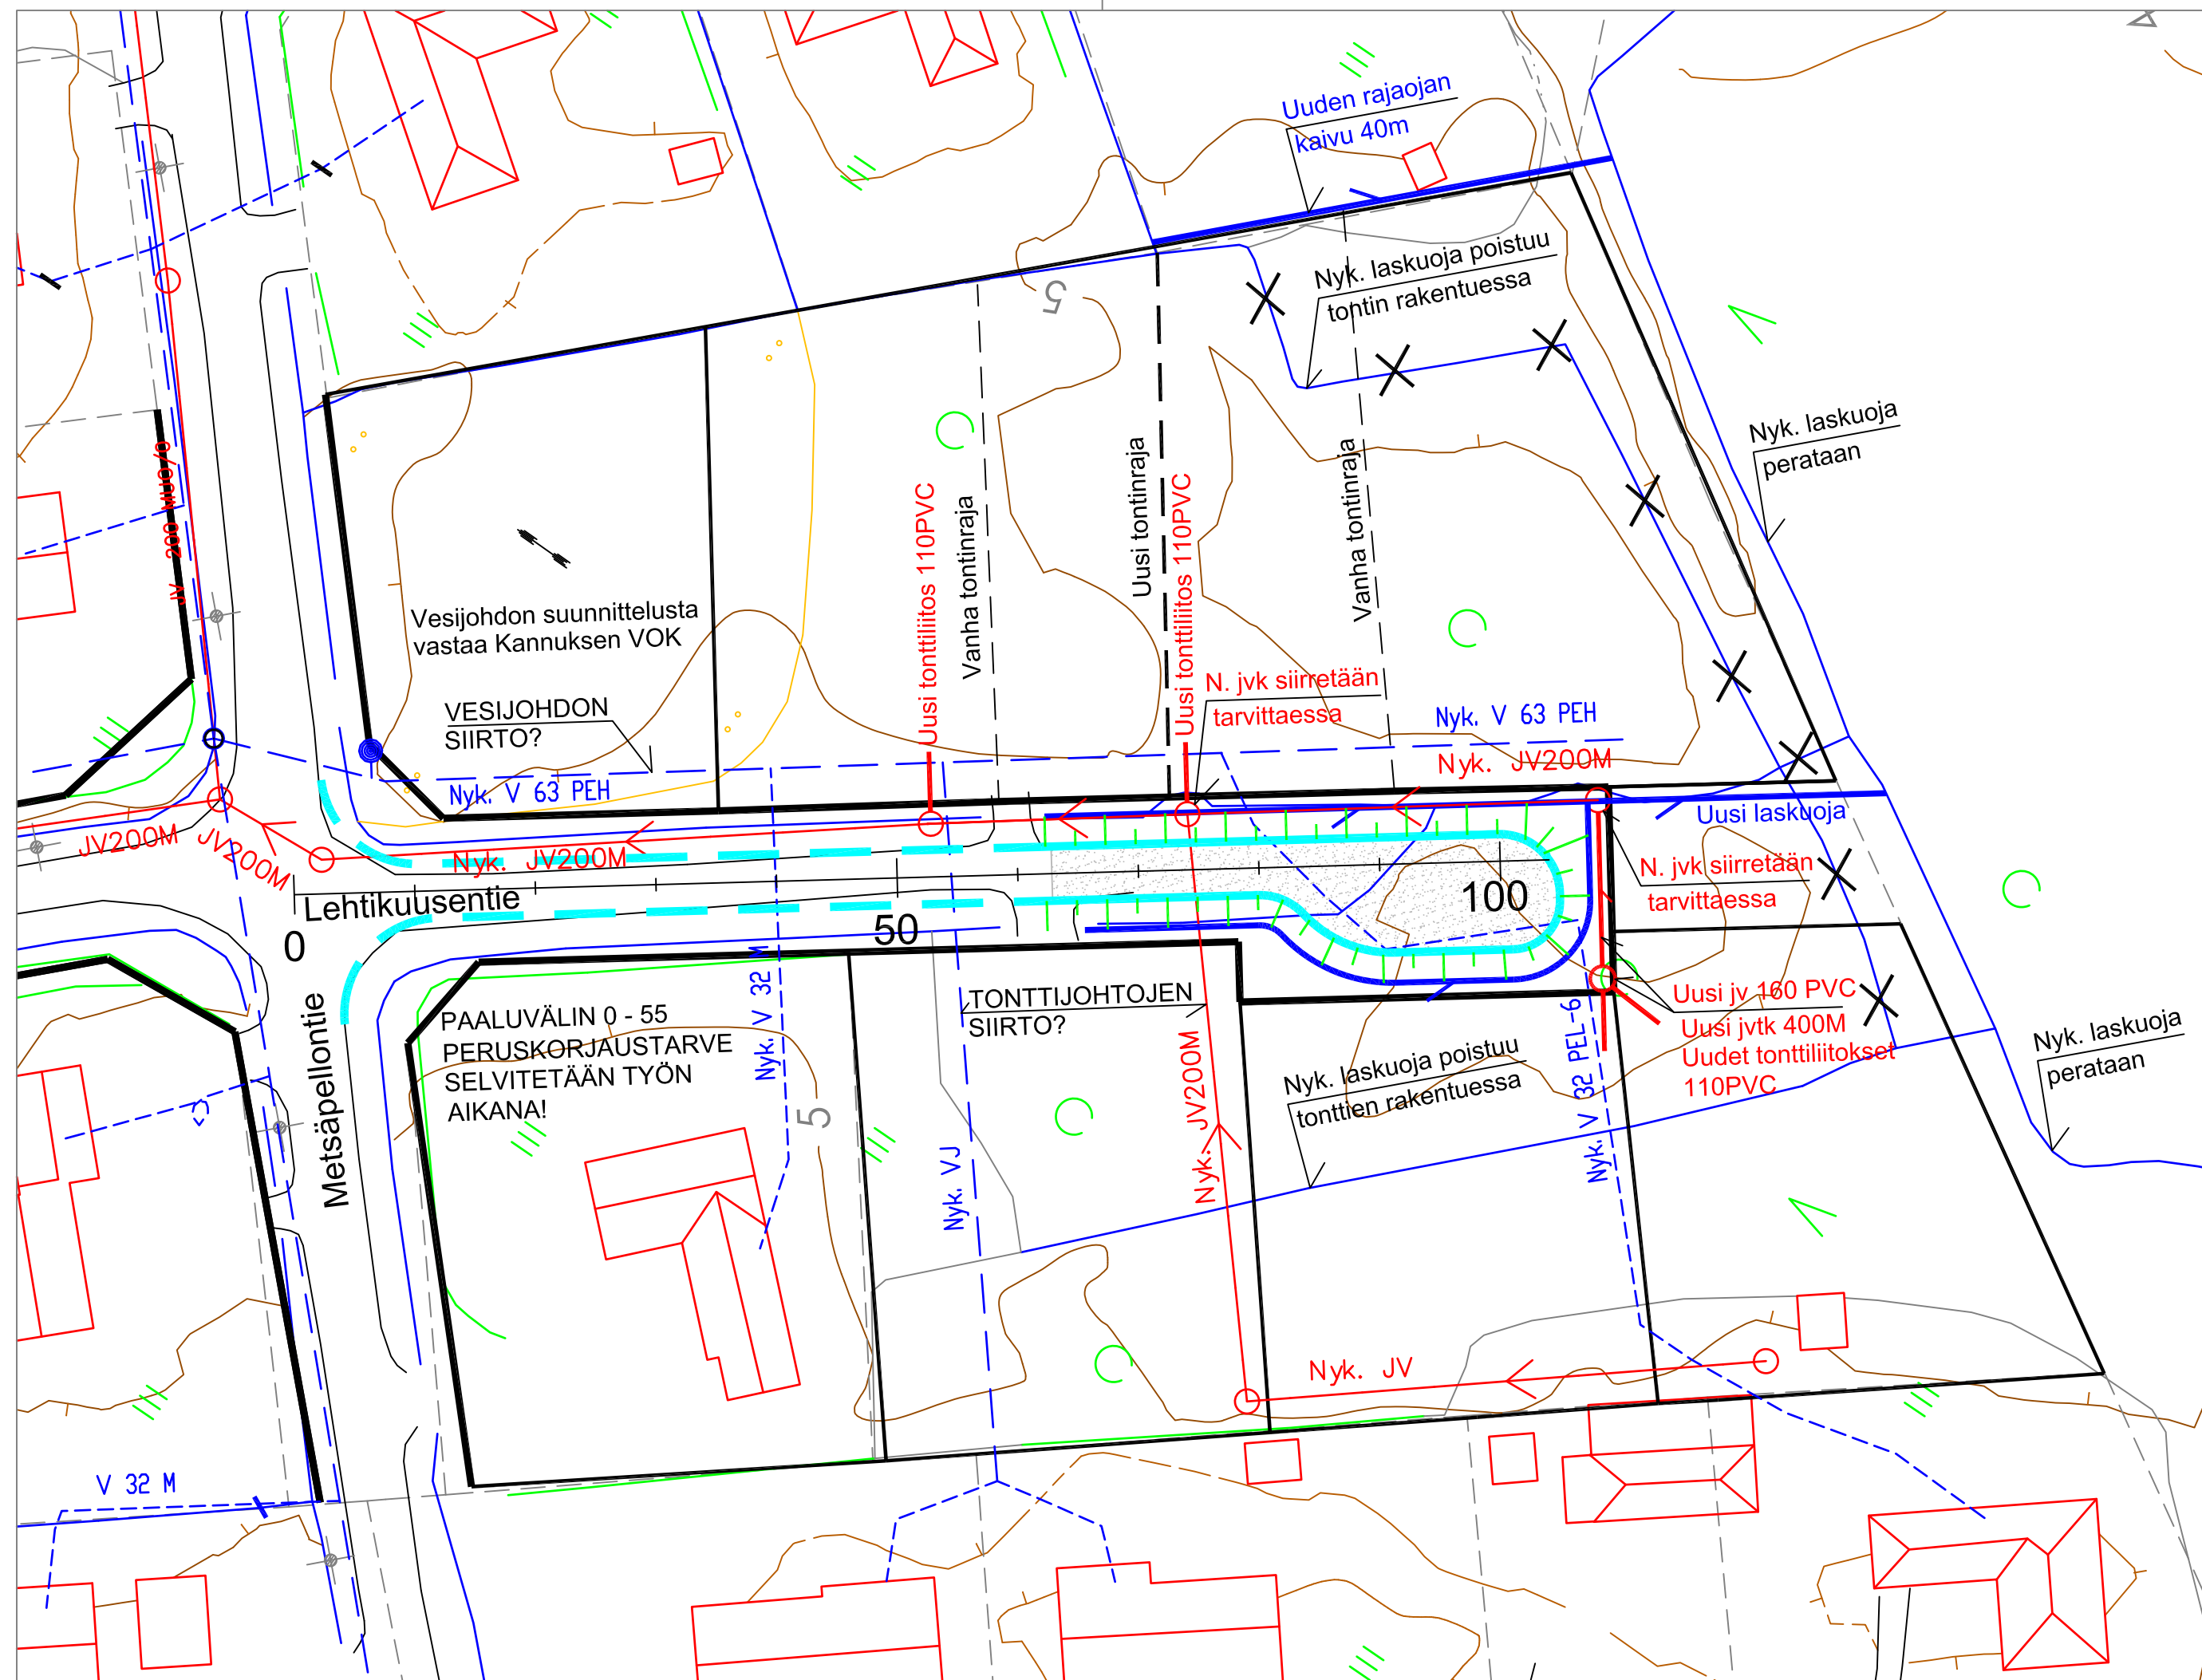 Uuden rajaojan
kaivu 40m
Nyk. laskuoja poistuu
tontin rakentuessa
5
Nyk. laskuoja
perataan
Vesijohdon suunnittelusta
vastaa Kannuksen VOK
VESIJOHDON
SIIRTO?
Nyk. V 63 PEH
Uusi tonttiliitos 110PVC
Vanha tontinraja
Uusi tontinraja
Uusi tonttiliitos 110PVC
Vanha tontinraja
N. jvk siirretään
tarvittaessa
Nyk. V 63 PEH
Nyk. JV200M
Uusi laskuoja
JV200M
JV200M
Nyk. JV200M
Lehtikuusentie
0
50
100
N. jvk siirretään
tarvittaessa
Uusi jv 160 PVC
Uusi jvtk 400M
Uudet tonttiliitokset
110PVC
Metsäpellontie
PAALUVÄLIN 0 - 55
PERUSKORJAUSTARVE
SELVITETÄÄN TYÖN
AIKANA!
Nyk. V 32 M
5
TONTTIJOHTOJEN
SIIRTO?
Nyk. VJ
Nyk. JV200M
Nyk. laskuoja poistuu
tonttien rakentuessa
Nyk. V 32 PEL-6
Nyk. laskuoja
perataan
Nyk. JV
V 32 M